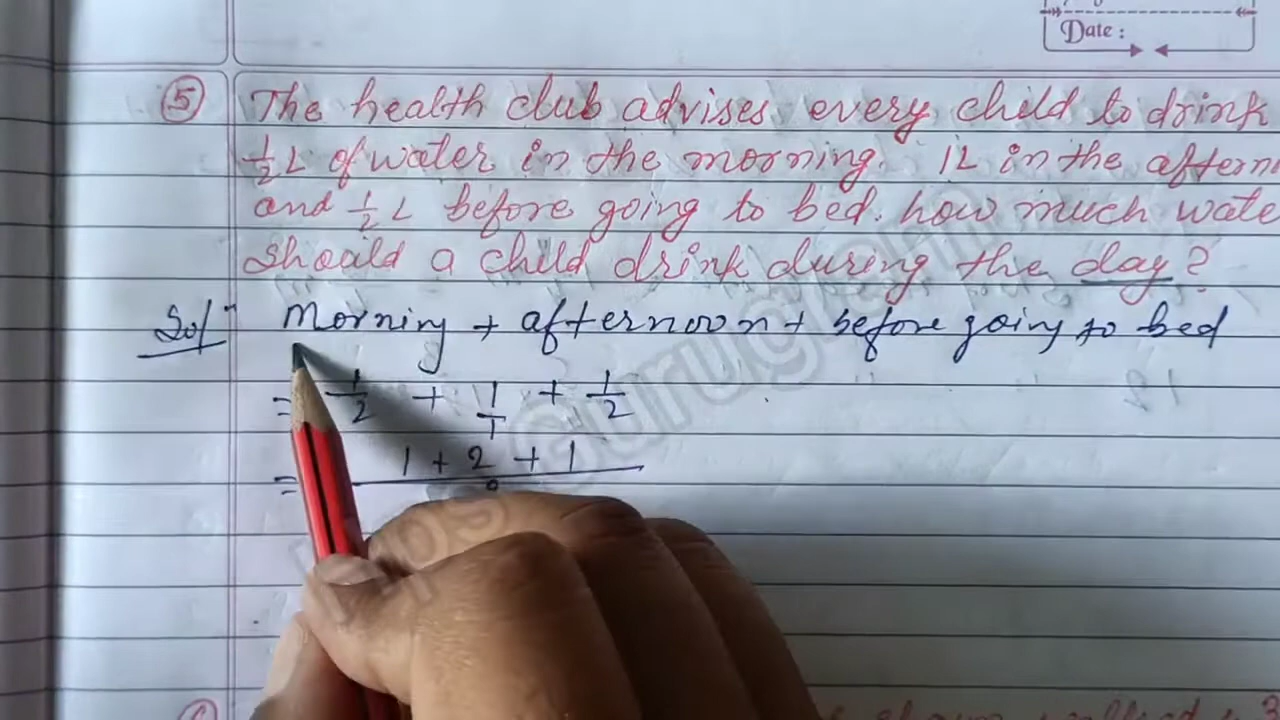 Date :
5 The health club advises every child to drink
1/2 L of water in the morning. 1L in the aftern
and 1/2 L before going to bed. how much wate
Should a child drink during the day?
Solⁿ Morning + afternoon + before going to bed
= 1/2 + 1/1 + 1/2
= 1 + 2 + 1